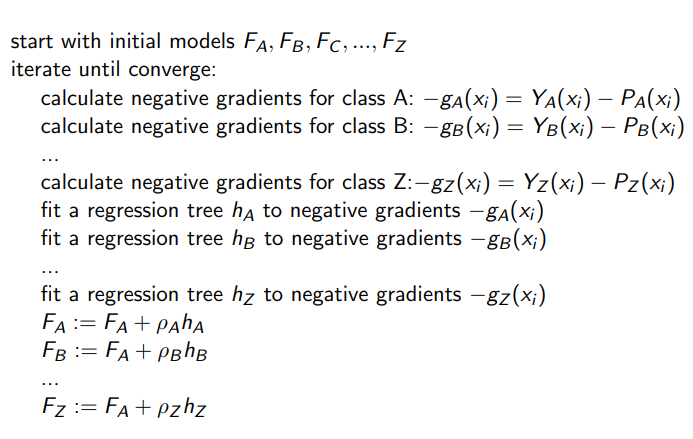 start with initial models F_A, F_B, F_C, ..., F_Z
iterate until converge:
calculate negative gradients for class A: −g_A(x_i) = Y_A(x_i) − P_A(x_i)
calculate negative gradients for class B: −g_B(x_i) = Y_B(x_i) − P_B(x_i)
...
calculate negative gradients for class Z:−g_Z(x_i) = Y_Z(x_i) − P_Z(x_i)
fit a regression tree h_A to negative gradients −g_A(x_i)
fit a regression tree h_B to negative gradients −g_B(x_i)
...
fit a regression tree h_Z to negative gradients −g_Z(x_i)
F_A := F_A + ρ_A h_A
F_B := F_A + ρ_B h_B
...
F_Z := F_A + ρ_Z h_Z